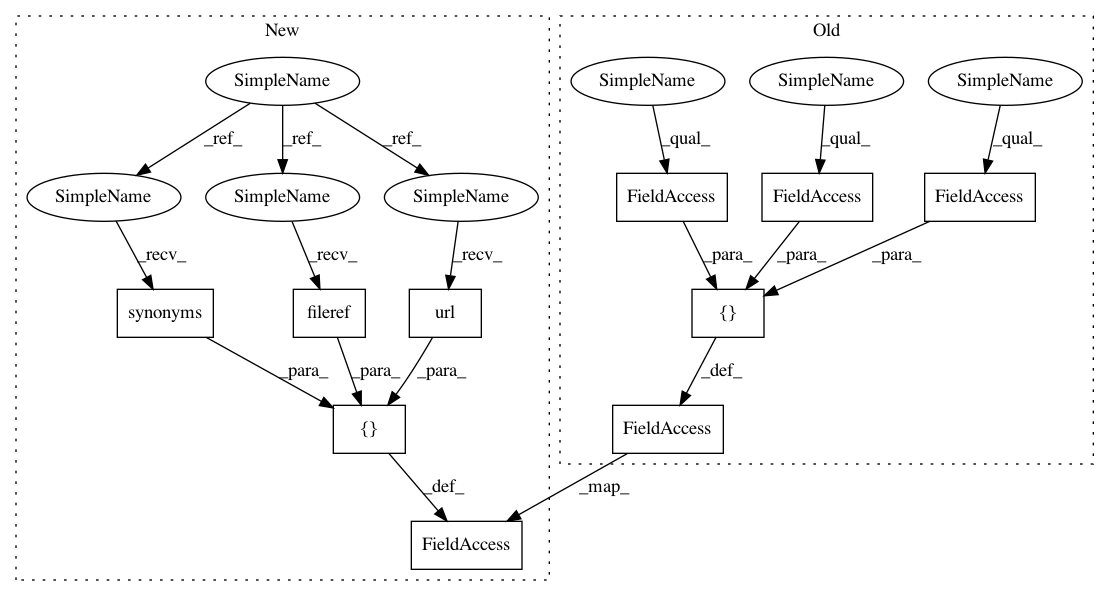 New
Old
SimpleName
SimpleName
SimpleName
SimpleName
_ref_
_ref_
_ref_
_qual_
_qual_
_qual_
SimpleName
SimpleName
SimpleName
FieldAccess
FieldAccess
FieldAccess
_recv_
_recv_
_recv_
_para_
_para_
_para_
synonyms
fileref
url
{}
_para_
_para_
_para_
_def_
{}
FieldAccess
_def_
_map_
FieldAccess